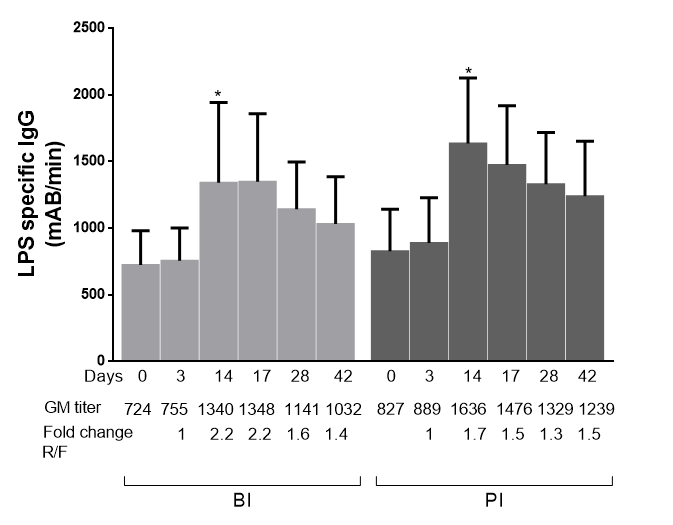 2500
2000
1500
1000
500
0
LPS specific IgG
(mAB/min)
* *
Days 0 3 14 17 28 42 0 3 14 17 28 42
GM titer 724 755 1340 1348 1141 1032 827 889 1636 1476 1329 1239
Fold change 1 2.2 2.2 1.6 1.4 1 1.7 1.5 1.3 1.5
R/F
BI PI